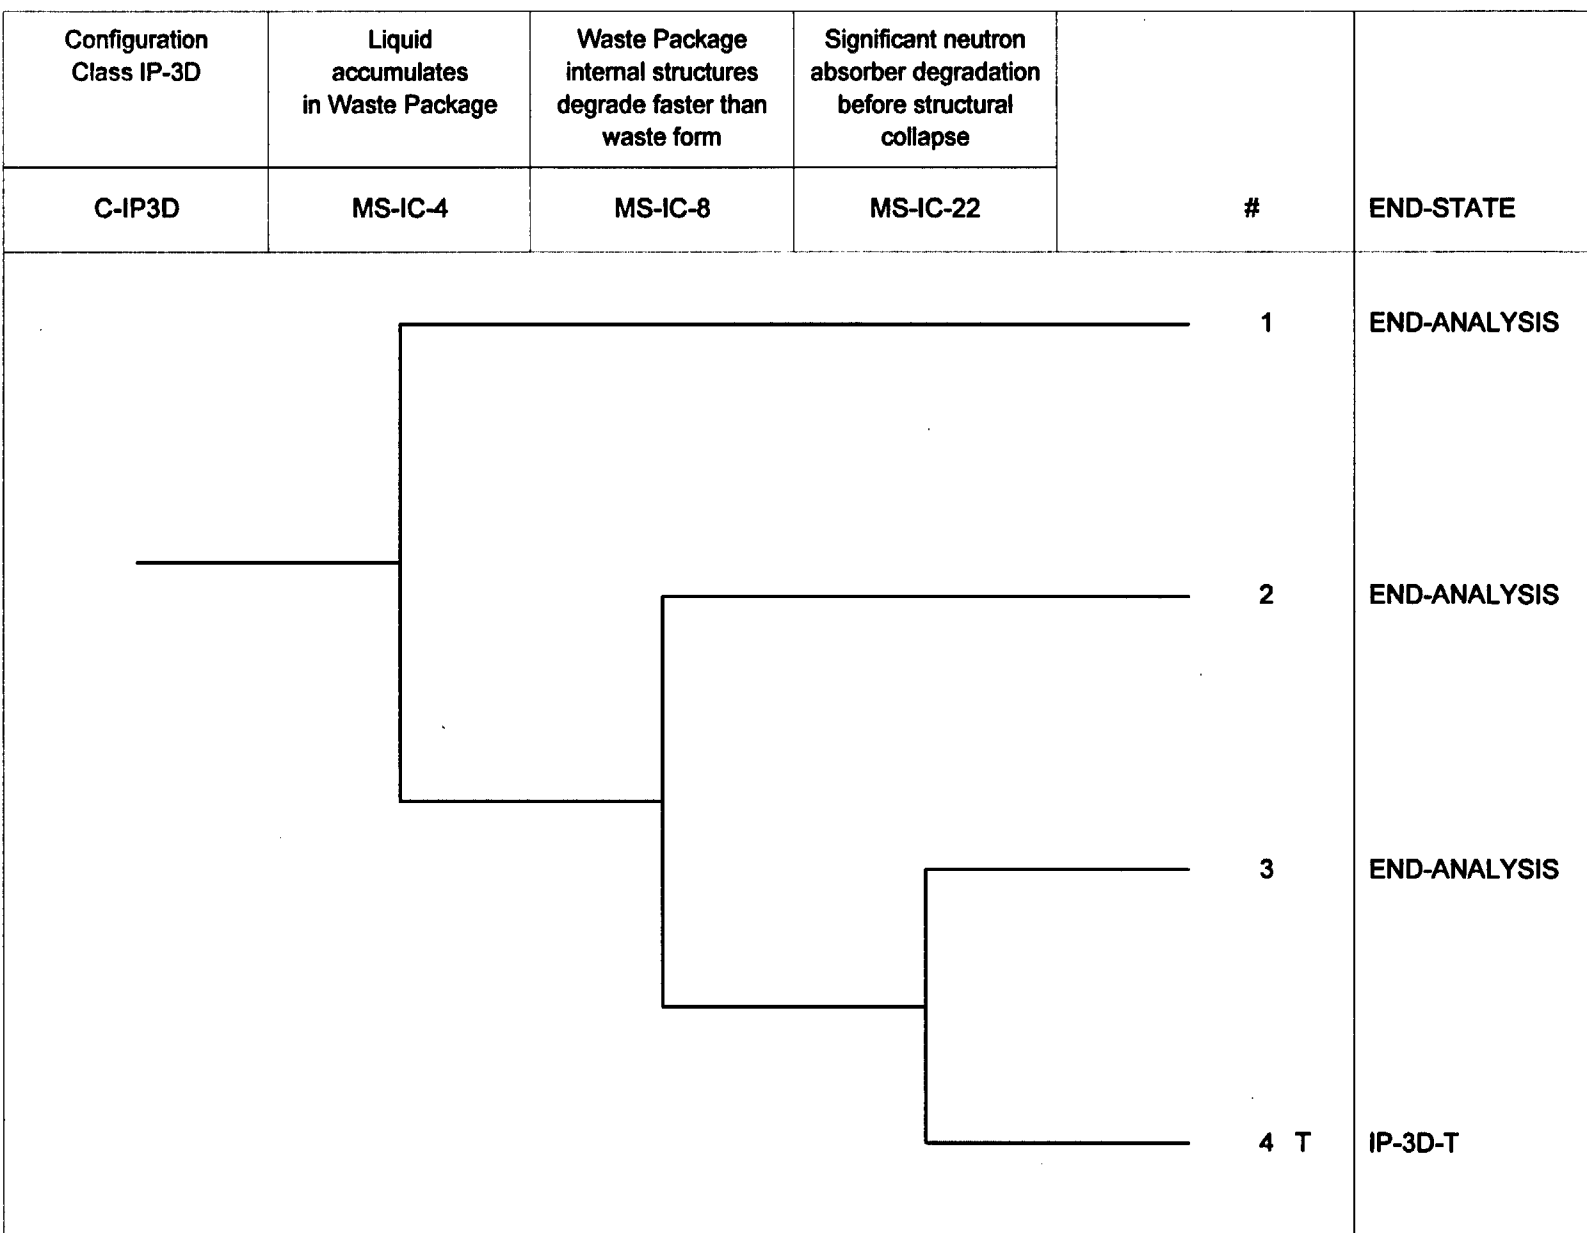 Configuration
Class IP-3D
Liquid
accumulates
in Waste Package
Waste Package
internal structures
degrade faster than
waste form
Significant neutron
absorber degradation
before structural
collapse
C-IP3D
MS-IC-4
MS-IC-8
MS-IC-22
#
END-STATE
1
END-ANALYSIS
2
END-ANALYSIS
3
END-ANALYSIS
4 T
IP-3D-T